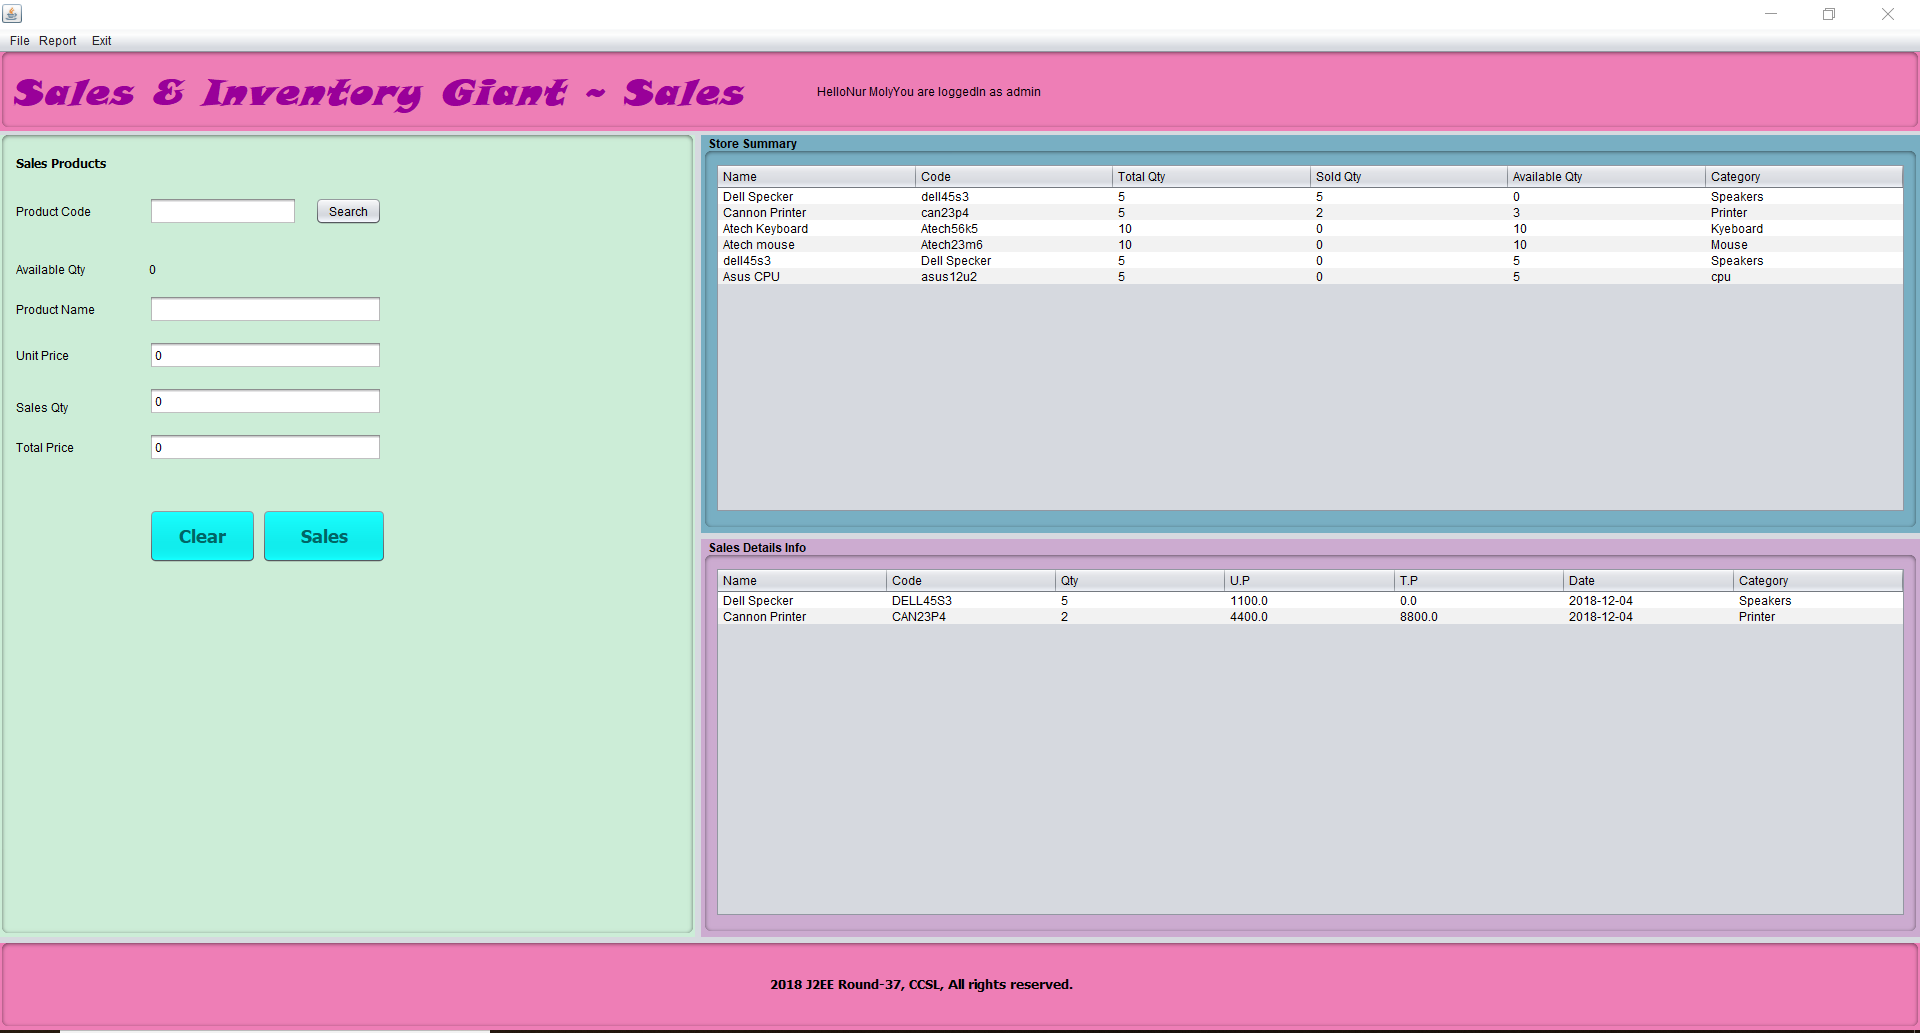 File Report Exit
Sales & Inventory Giant ~ Sales
HelloNur MolyYou are loggedIn as admin
Sales Products
Product Code
Search
Available Qty 0
Product Name
Unit Price 0
Sales Qty 0
Total Price 0
Clear Sales
Store Summary
Name Code Total Qty Sold Qty Available Qty Category
Dell Specker dell45s3 5 5 0 Speakers
Cannon Printer can23p4 5 2 3 Printer
Atech Keyboard Atech56k5 10 0 10 Kyeboard
Atech mouse Atech23m6 10 0 10 Mouse
dell45s3 Dell Specker 5 0 5 Speakers
Asus CPU asus12u2 5 0 5 cpu
Sales Details Info
Name Code Qty U.P T.P Date Category
Dell Specker DELL45S3 5 1100.0 0.0 2018-12-04 Speakers
Cannon Printer CAN23P4 2 4400.0 8800.0 2018-12-04 Printer
2018 J2EE Round-37, CCSL, All rights reserved.